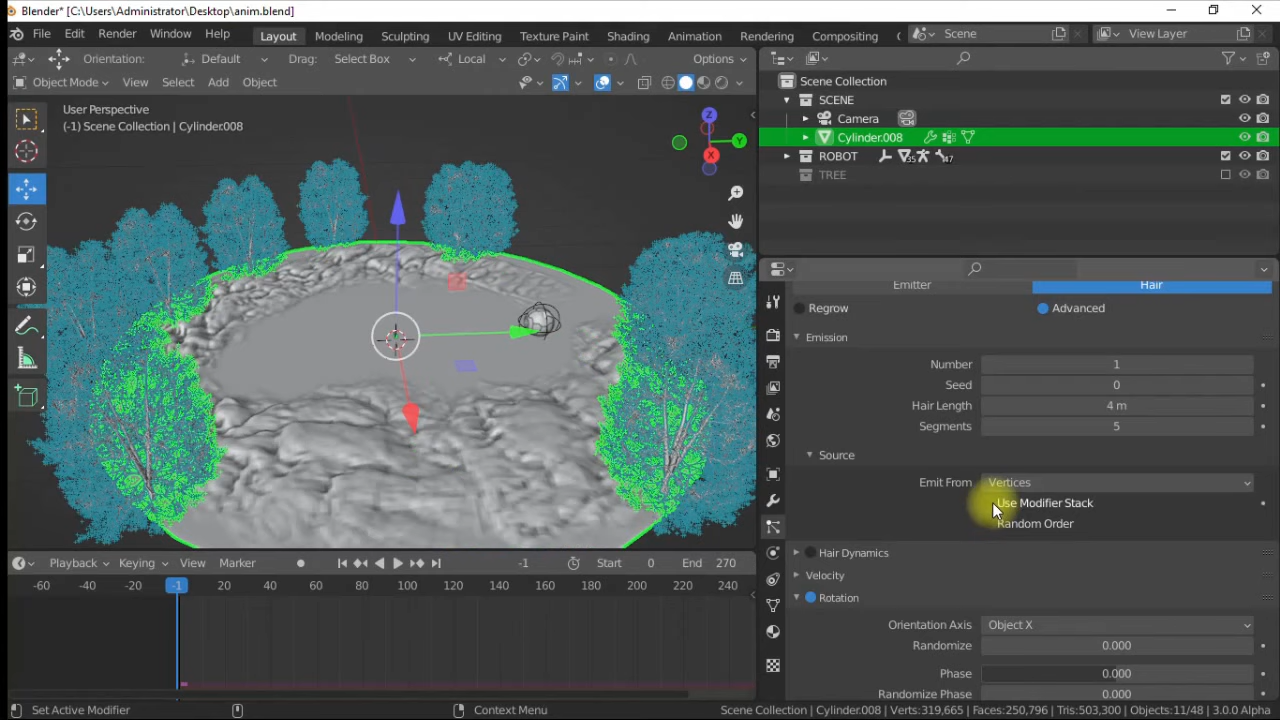 Blender* [C:\Users\Administrator\Desktop\anim.blend]
File Edit Render Window Help Layout Modeling Sculpting UV Editing Texture Paint Shading Animation Rendering Compositing Scene View Layer
Orientation: Default Drag: Select Box Local Options
Object Mode View Select Add Object
User Perspective
(-1) Scene Collection | Cylinder.008
Z
Y
X
Scene Collection
SCENE
Camera
Cylinder.008
ROBOT 47
TREE
Emitter Hair
Regrow Advanced
Emission
Number 1
Seed 0
Hair Length 4 m
Segments 5
Source
Emit From Vertices
Use Modifier Stack
Random Order
Hair Dynamics
Velocity
Rotation
Orientation Axis Object X
Randomize 0.000
Phase 0.000
Randomize Phase 0.000
Playback Keying View Marker -1 Start 0 End 270
-60 -40 -20 -1 20 40 60 80 100 120 140 160 180 200 220 240
Set Active Modifier Context Menu Scene Collection | Cylinder.008 | Verts:319,665 | Faces:250,796 | Tris:503,300 | Objects:11/48 | 3.0.0 Alpha